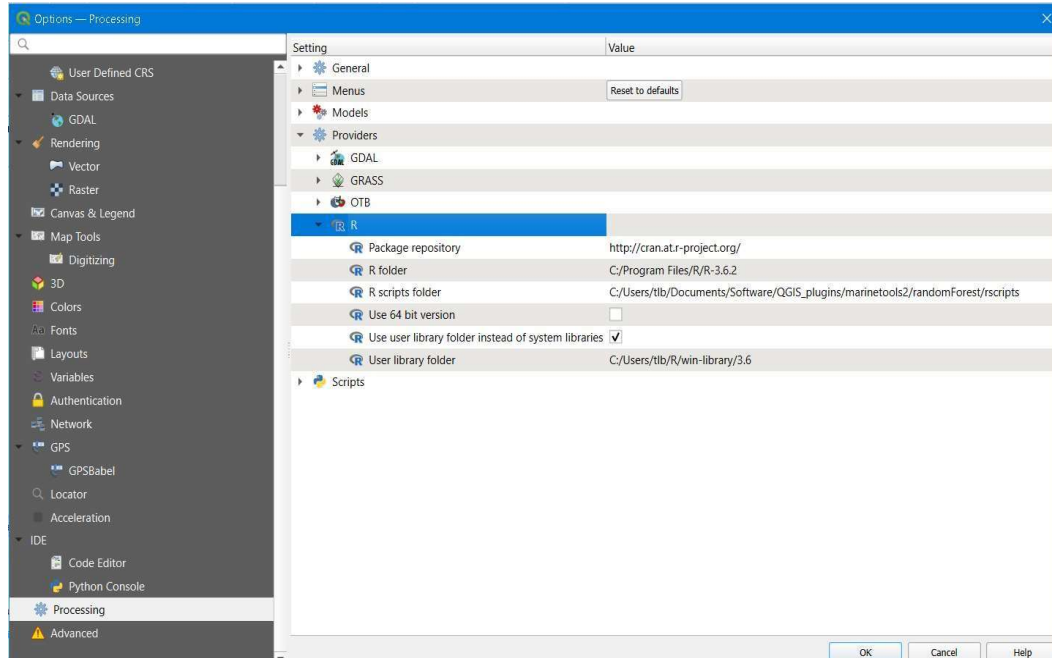 Options — Processing
User Defined CRS
Data Sources
GDAL
Rendering
Vector
Raster
Canvas & Legend
Map Tools
Digitizing
3D
Colors
Fonts
Layouts
Variables
Authentication
Network
GPS
GPSBabel
Locator
Acceleration
IDE
Code Editor
Python Console
Processing
Advanced
Setting Value
General
Menus Reset to defaults
Models
Providers
GDAL
GRASS
OTB
R
Package repository http://cran.at.r-project.org/
R folder C:/Program Files/R/R-3.6.2
R scripts folder C:/Users/tlb/Documents/Software/QGIS_plugins/marinetools2/randomForest/rscripts
Use 64 bit version
Use user library folder instead of system libraries
User library folder C:/Users/tlb/R/win-library/3.6
Scripts
OK Cancel Help